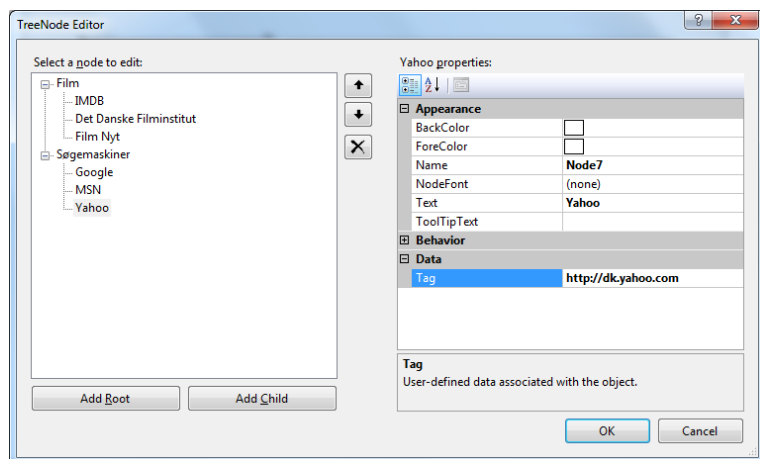 TreeNode Editor
Select a node to edit:
Film
IMDB
Det Danske Filminstitut
Film Nyt
Søgemaskiner
Google
MSN
Yahoo
Add Root
Add Child
Yahoo properties:
Appearance
BackColor
ForeColor
Name Node7
NodeFont (none)
Text Yahoo
ToolTipText
Behavior
Data
Tag http://dk.yahoo.com
Tag
User-defined data associated with the object.
OK
Cancel